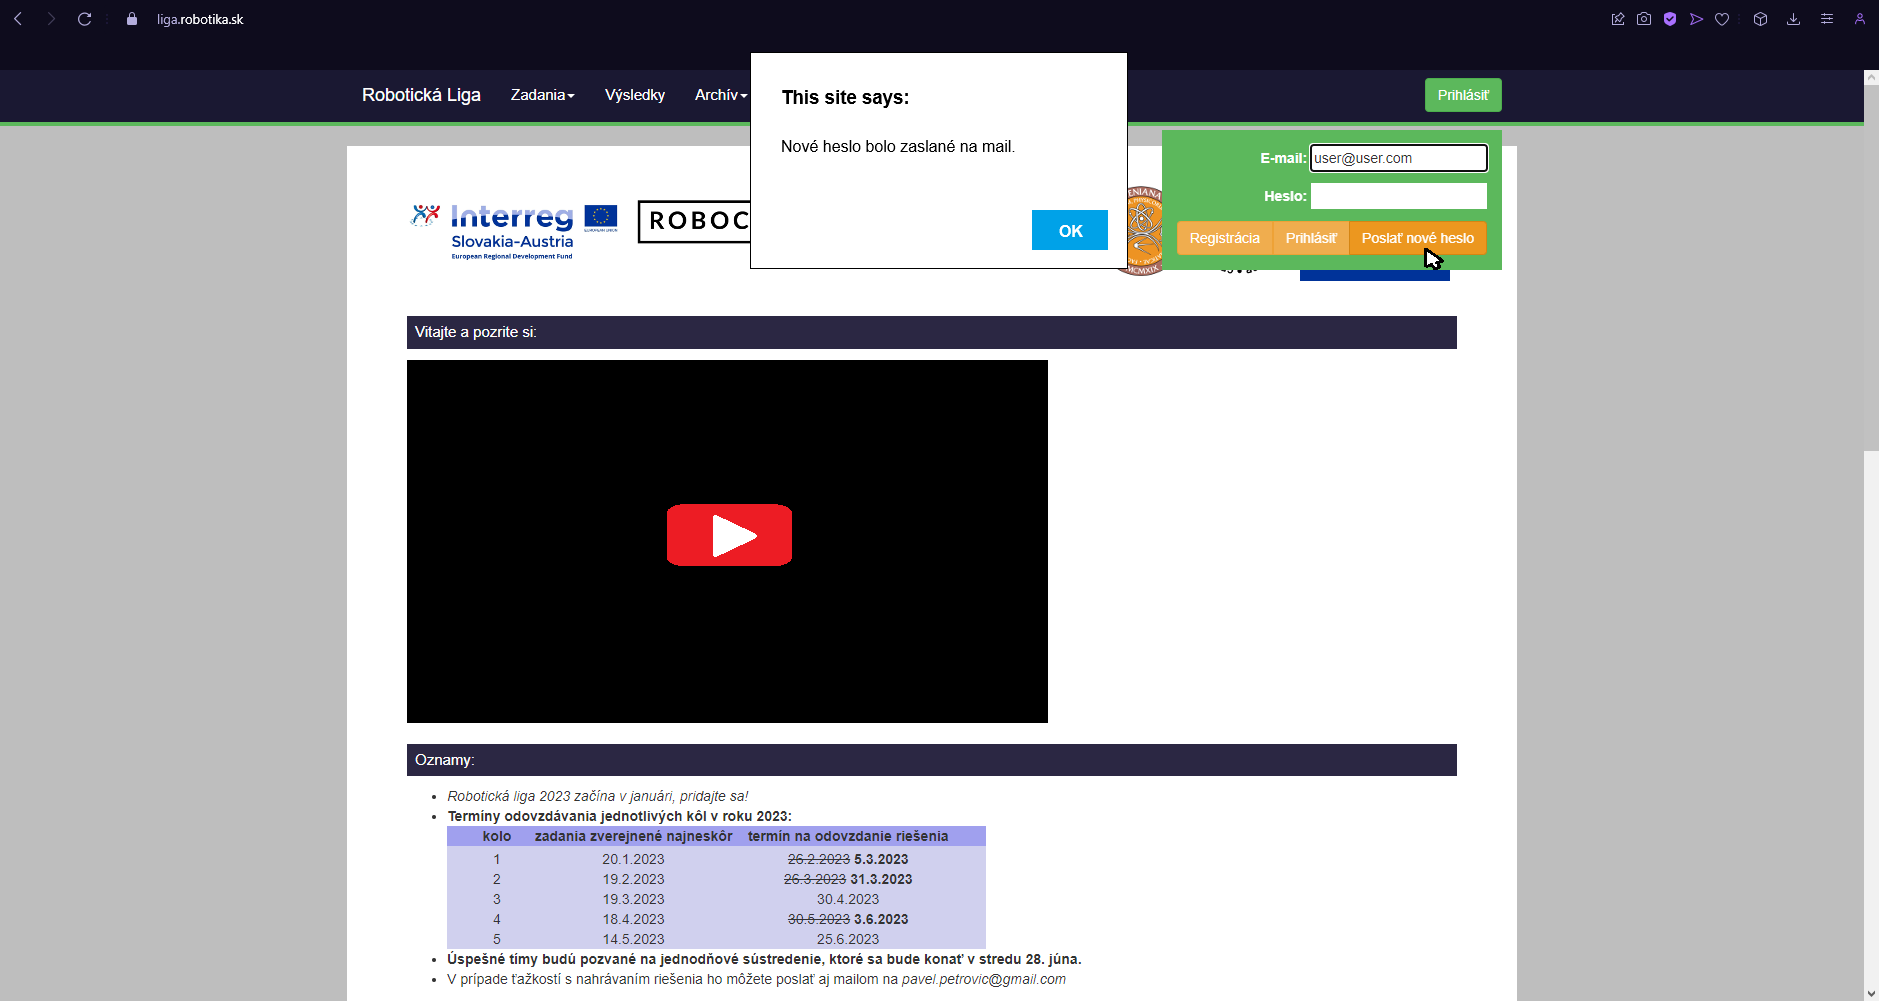 liga.robotika.sk
Robotická Liga Zadania Výsledky Archív Prihlásiť
This site says:
Nové heslo bolo zaslané na mail.
OK
E-mail: user@user.com
Heslo:
Registrácia Prihlásiť Poslať nové heslo
Interreg
Slovakia-Austria
European Regional Development Fund
EUROPEAN UNION
ROBOC
MCMXIX
Vitajte a pozrite si:
Oznamy:
Robotická liga 2023 začína v januári, pridajte sa!
Termíny odovzdávania jednotlivých kôl v roku 2023:
kolo zadania zverejnené najneskôr termín na odovzdanie riešenia
1 20.1.2023 26.2.2023 5.3.2023
2 19.2.2023 26.3.2023 31.3.2023
3 19.3.2023 30.4.2023
4 18.4.2023 30.5.2023 3.6.2023
5 14.5.2023 25.6.2023
Úspešné tímy budú pozvané na jednodňové sústredenie, ktoré sa bude konať v stredu 28. júna.
V prípade ťažkostí s nahrávaním riešenia ho môžete poslať aj mailom na pavel.petrovic@gmail.com